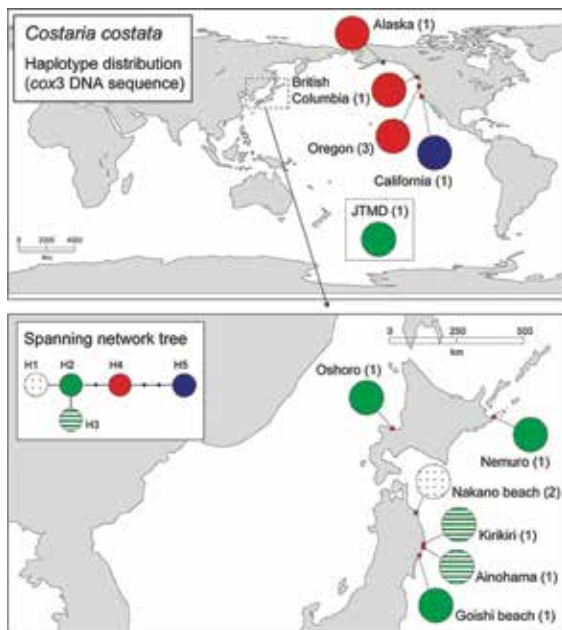 Costaria costata
Haplotype distribution
(cox3 DNA sequence)
Alaska (1)
British
Columbia (1)
Oregon (3)
California (1)
JTMD (1)
0 2000 4000
Km
Spanning network tree
H1 H2 H4 H5
H3
0 250 500
km
Oshoro (1)
Nemuro (1)
Nakano beach (2)
Kirikiri (1)
Ainohama (1)
Goishi beach (1)